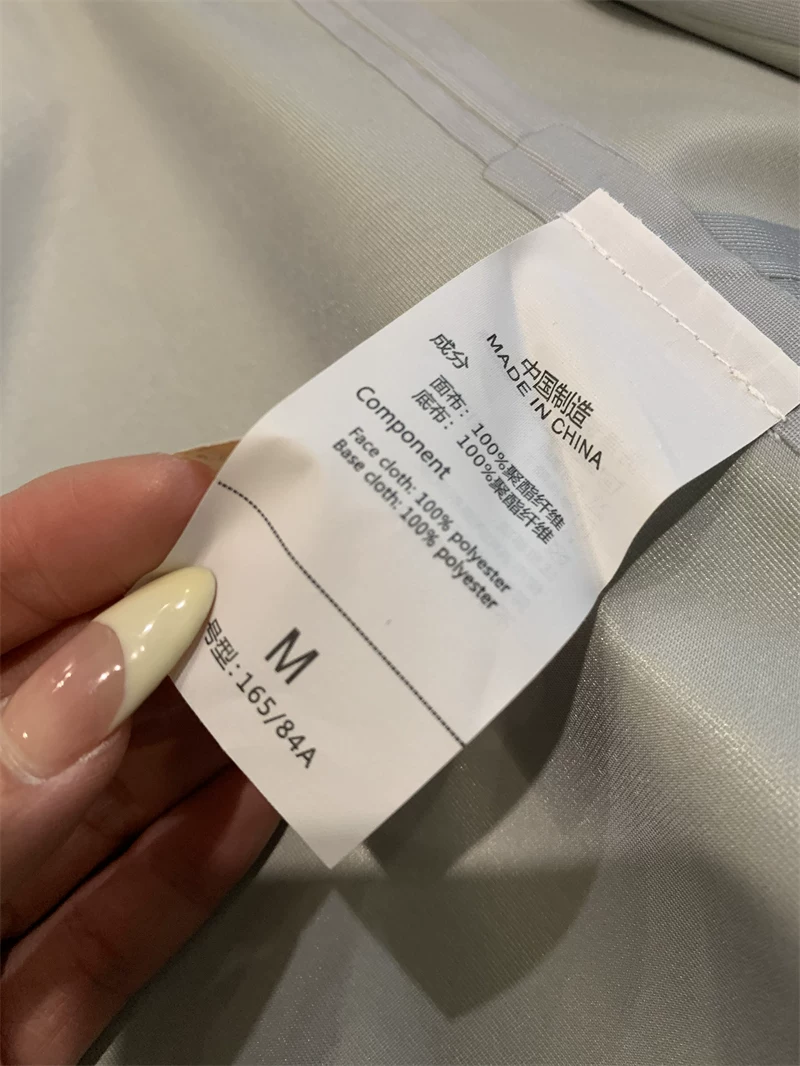 中国制造
MADE IN CHINA
成分
面布：100%聚酯纤维
底布：100%聚酯纤维
Component
Face cloth: 100% polyester
Base cloth: 100% polyester
M
号型:165/84A